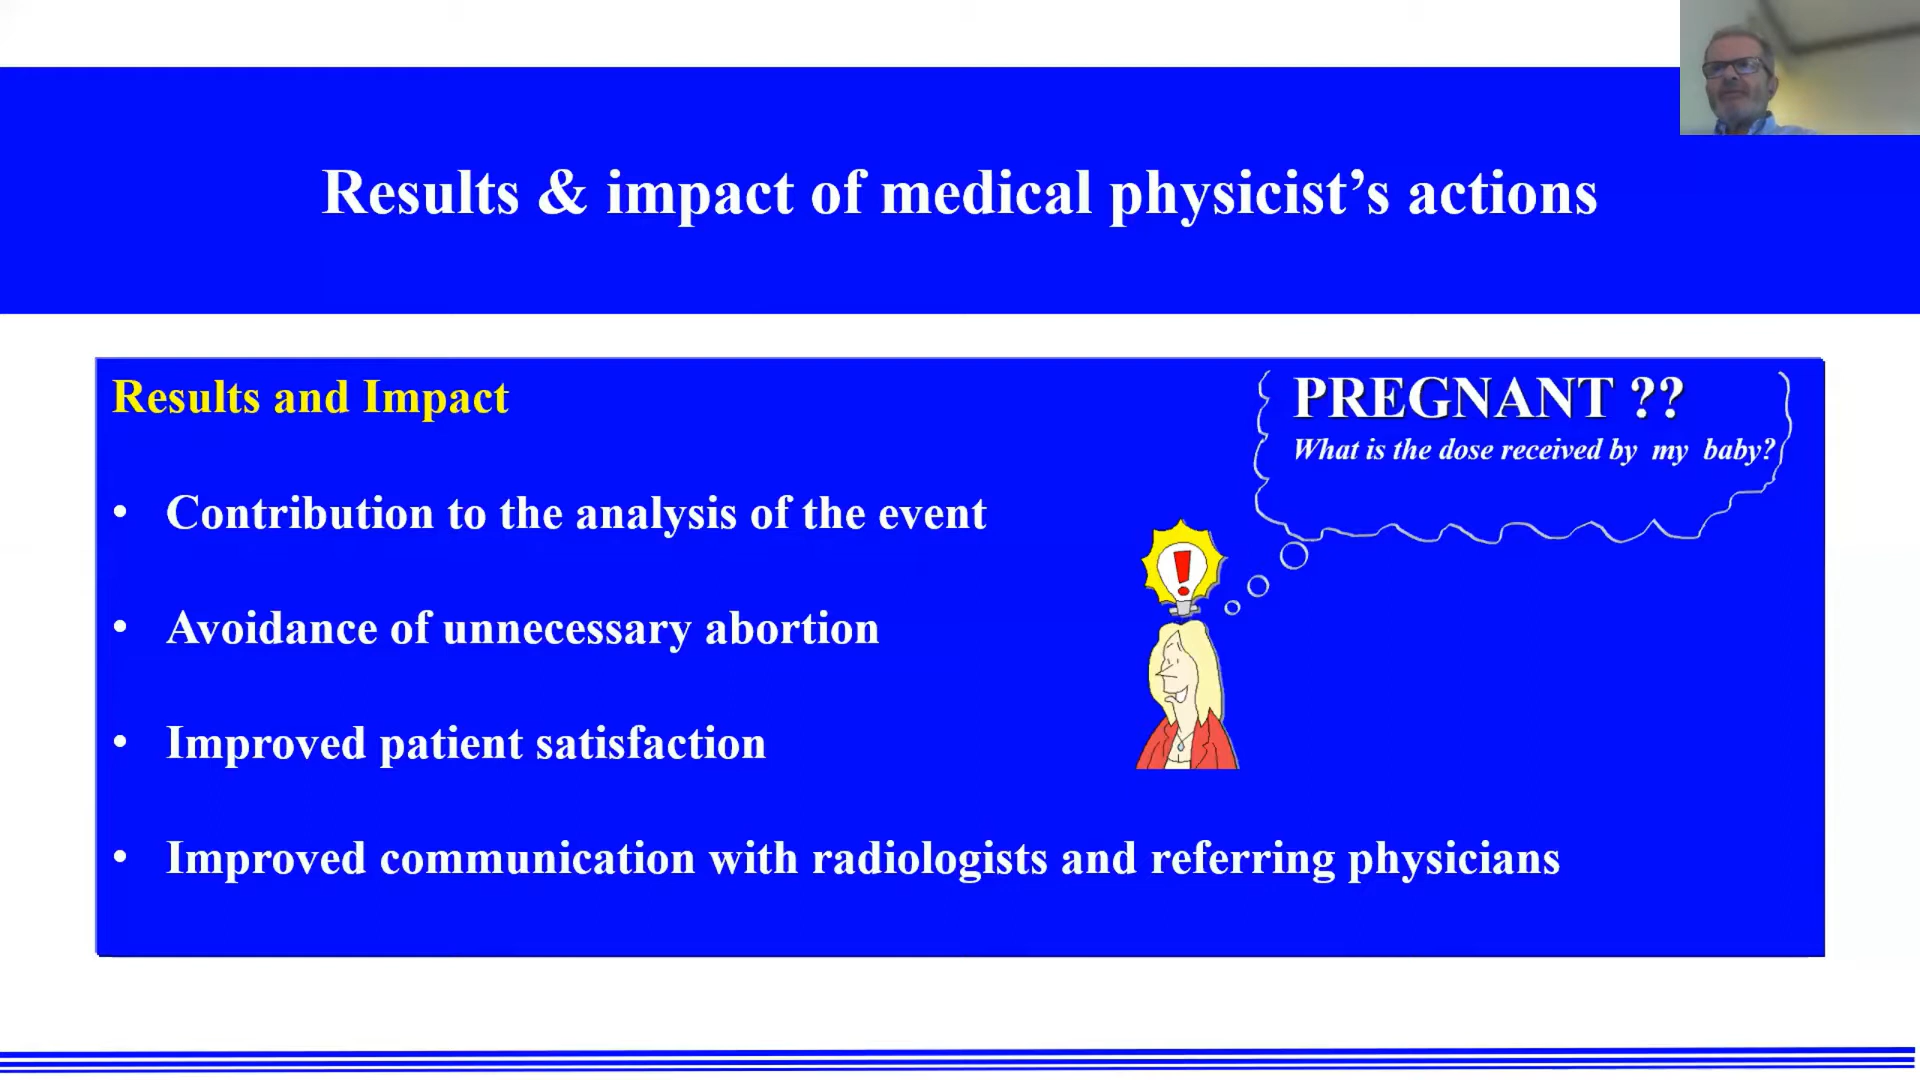 Results & impact of medical physicist’s actions
Results and Impact
PREGNANT ??
What is the dose received by my baby?
• Contribution to the analysis of the event
• Avoidance of unnecessary abortion
• Improved patient satisfaction
• Improved communication with radiologists and referring physicians